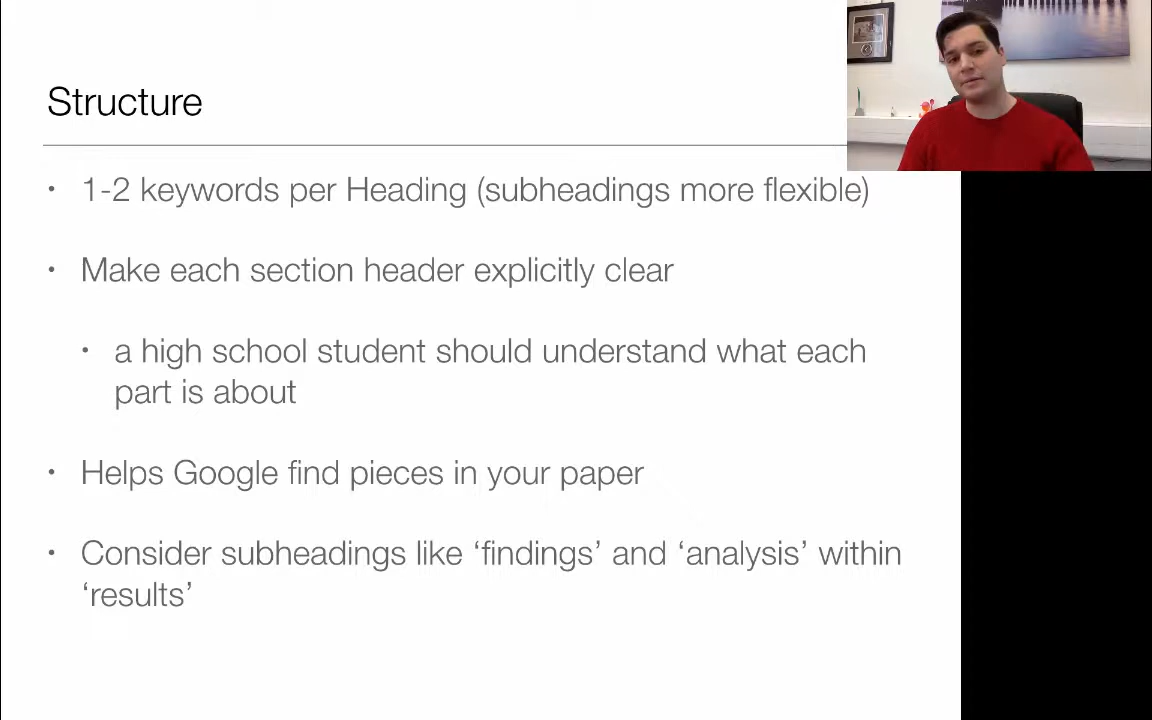 Structure
• 1-2 keywords per Heading (subheadings more flexible)
• Make each section header explicitly clear
• a high school student should understand what each
part is about
• Helps Google find pieces in your paper
• Consider subheadings like ‘findings’ and ‘analysis’ within
‘results’